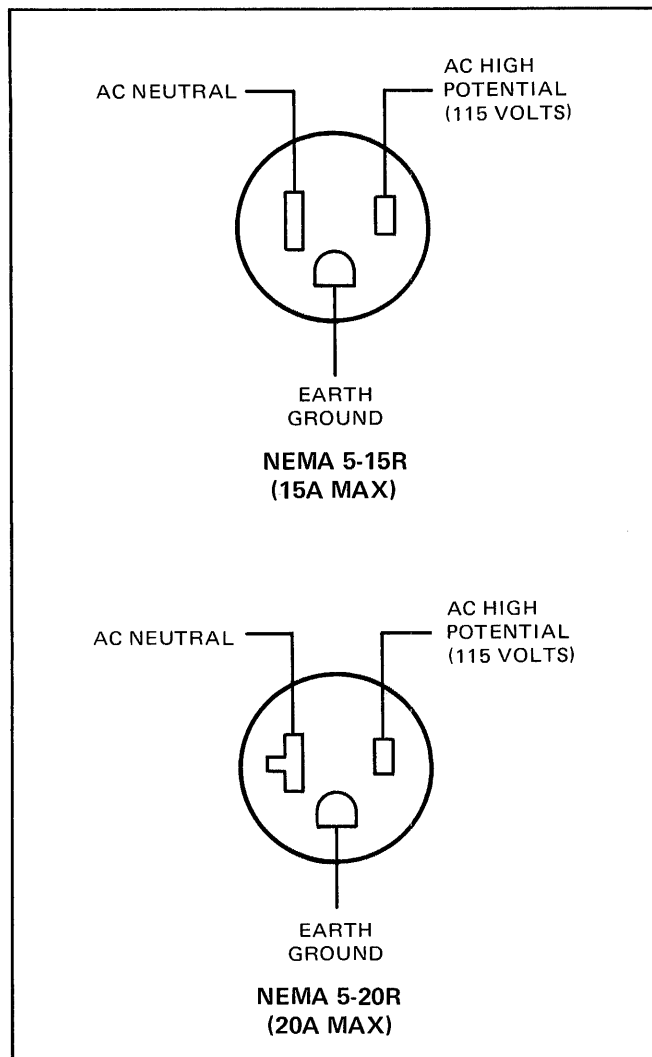 AC NEUTRAL
AC HIGH
POTENTIAL
(115 VOLTS)
EARTH
GROUND
NEMA 5-15R
(15A MAX)
AC NEUTRAL
AC HIGH
POTENTIAL
(115 VOLTS)
EARTH
GROUND
NEMA 5-20R
(20A MAX)